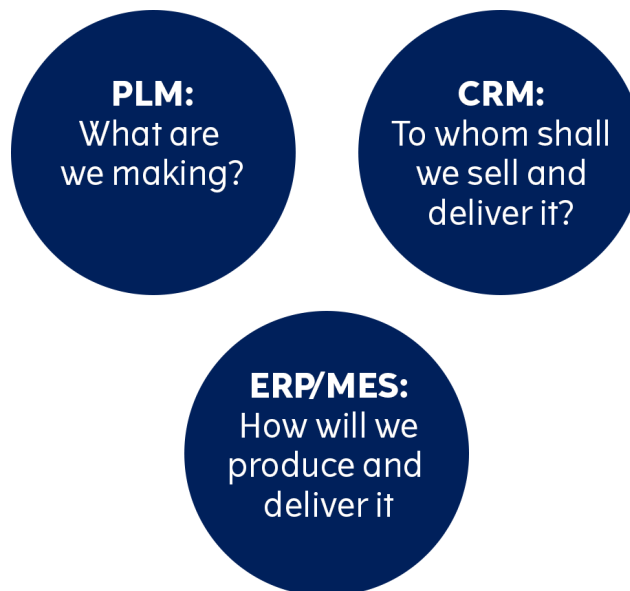 PLM:
What are
we making?
CRM:
To whom shall
we sell and
deliver it?
ERP/MES:
How will we
produce and
deliver it